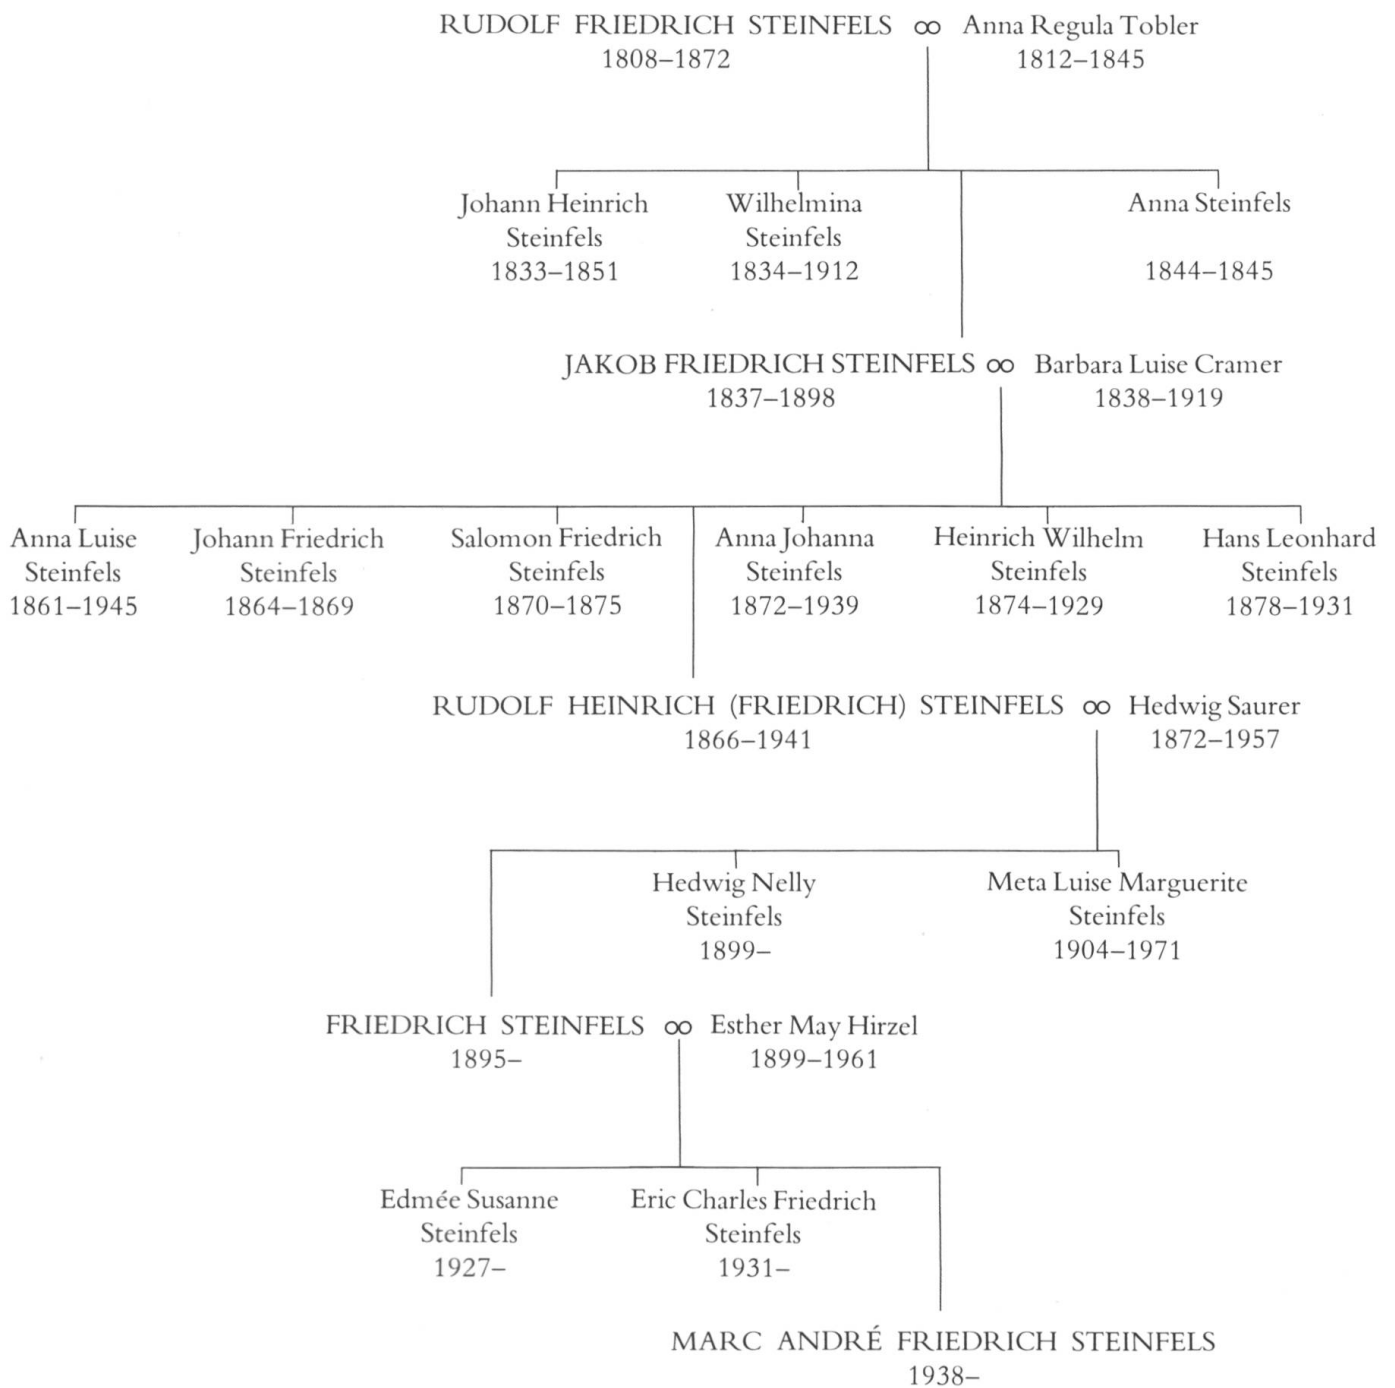 RUDOLF FRIEDRICH STEINFELS ∞ Anna Regula Tobler
1808–1872 1812–1845
Johann Heinrich Wilhelmina Anna Steinfels
Steinfels Steinfels
1833–1851 1834–1912 1844–1845
JAKOB FRIEDRICH STEINFELS ∞ Barbara Luise Cramer
1837–1898 1838–1919
Anna Luise Johann Friedrich Salomon Friedrich Anna Johanna Heinrich Wilhelm Hans Leonhard
Steinfels Steinfels Steinfels Steinfels Steinfels Steinfels
1861–1945 1864–1869 1870–1875 1872–1939 1874–1929 1878–1931
RUDOLF HEINRICH (FRIEDRICH) STEINFELS ∞ Hedwig Saurer
1866–1941 1872–1957
Hedwig Nelly Meta Luise Marguerite
Steinfels Steinfels
1899– 1904–1971
FRIEDRICH STEINFELS ∞ Esther May Hirzel
1895– 1899–1961
Edmée Susanne Eric Charles Friedrich
Steinfels Steinfels
1927– 1931–
MARC ANDRÉ FRIEDRICH STEINFELS
1938–